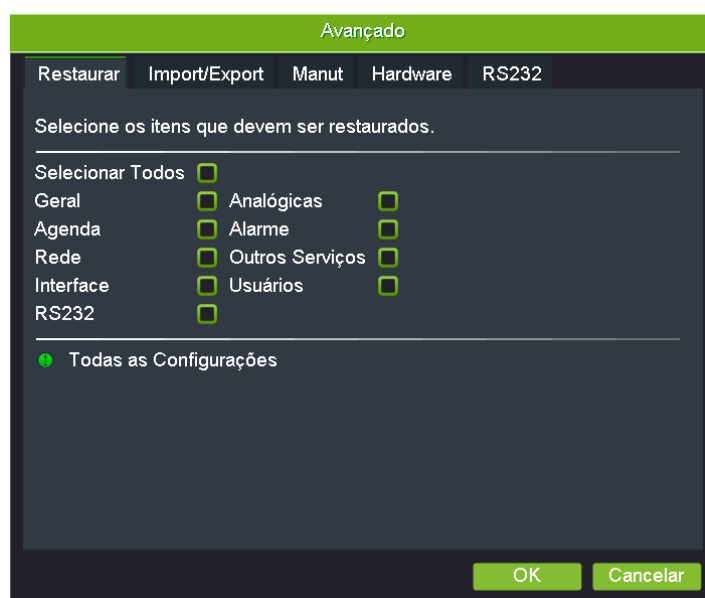 Avançado
Restaurar Import/Export Manut Hardware RS232
Selecione os itens que devem ser restaurados.
Selecionar Todos
Geral Analógicas
Agenda Alarme
Rede Outros Serviços
Interface Usuários
RS232
Todas as Configurações
OK Cancelar